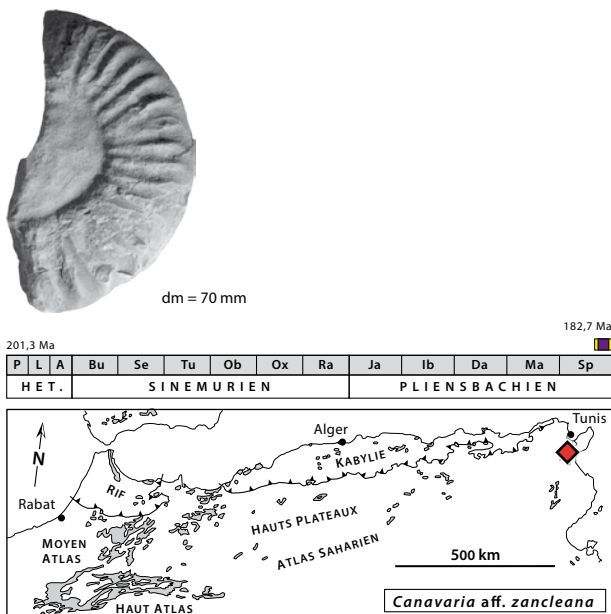 dm = 70 mm
182,7 Ma
201,3 Ma
P L A Bu Se Tu Ob Ox Ra Ja Ib Da Ma Sp
HET. SINEMURIEN PLIENSBACHIEN
Tunis
Alger
KABYLIE
N
RIF
Rabat
HAUTS PLATEAUX
MOYEN
ATLAS
ATLAS SAHARIEN
500 km
HAUT ATLAS
Canavaria aff. zancleana